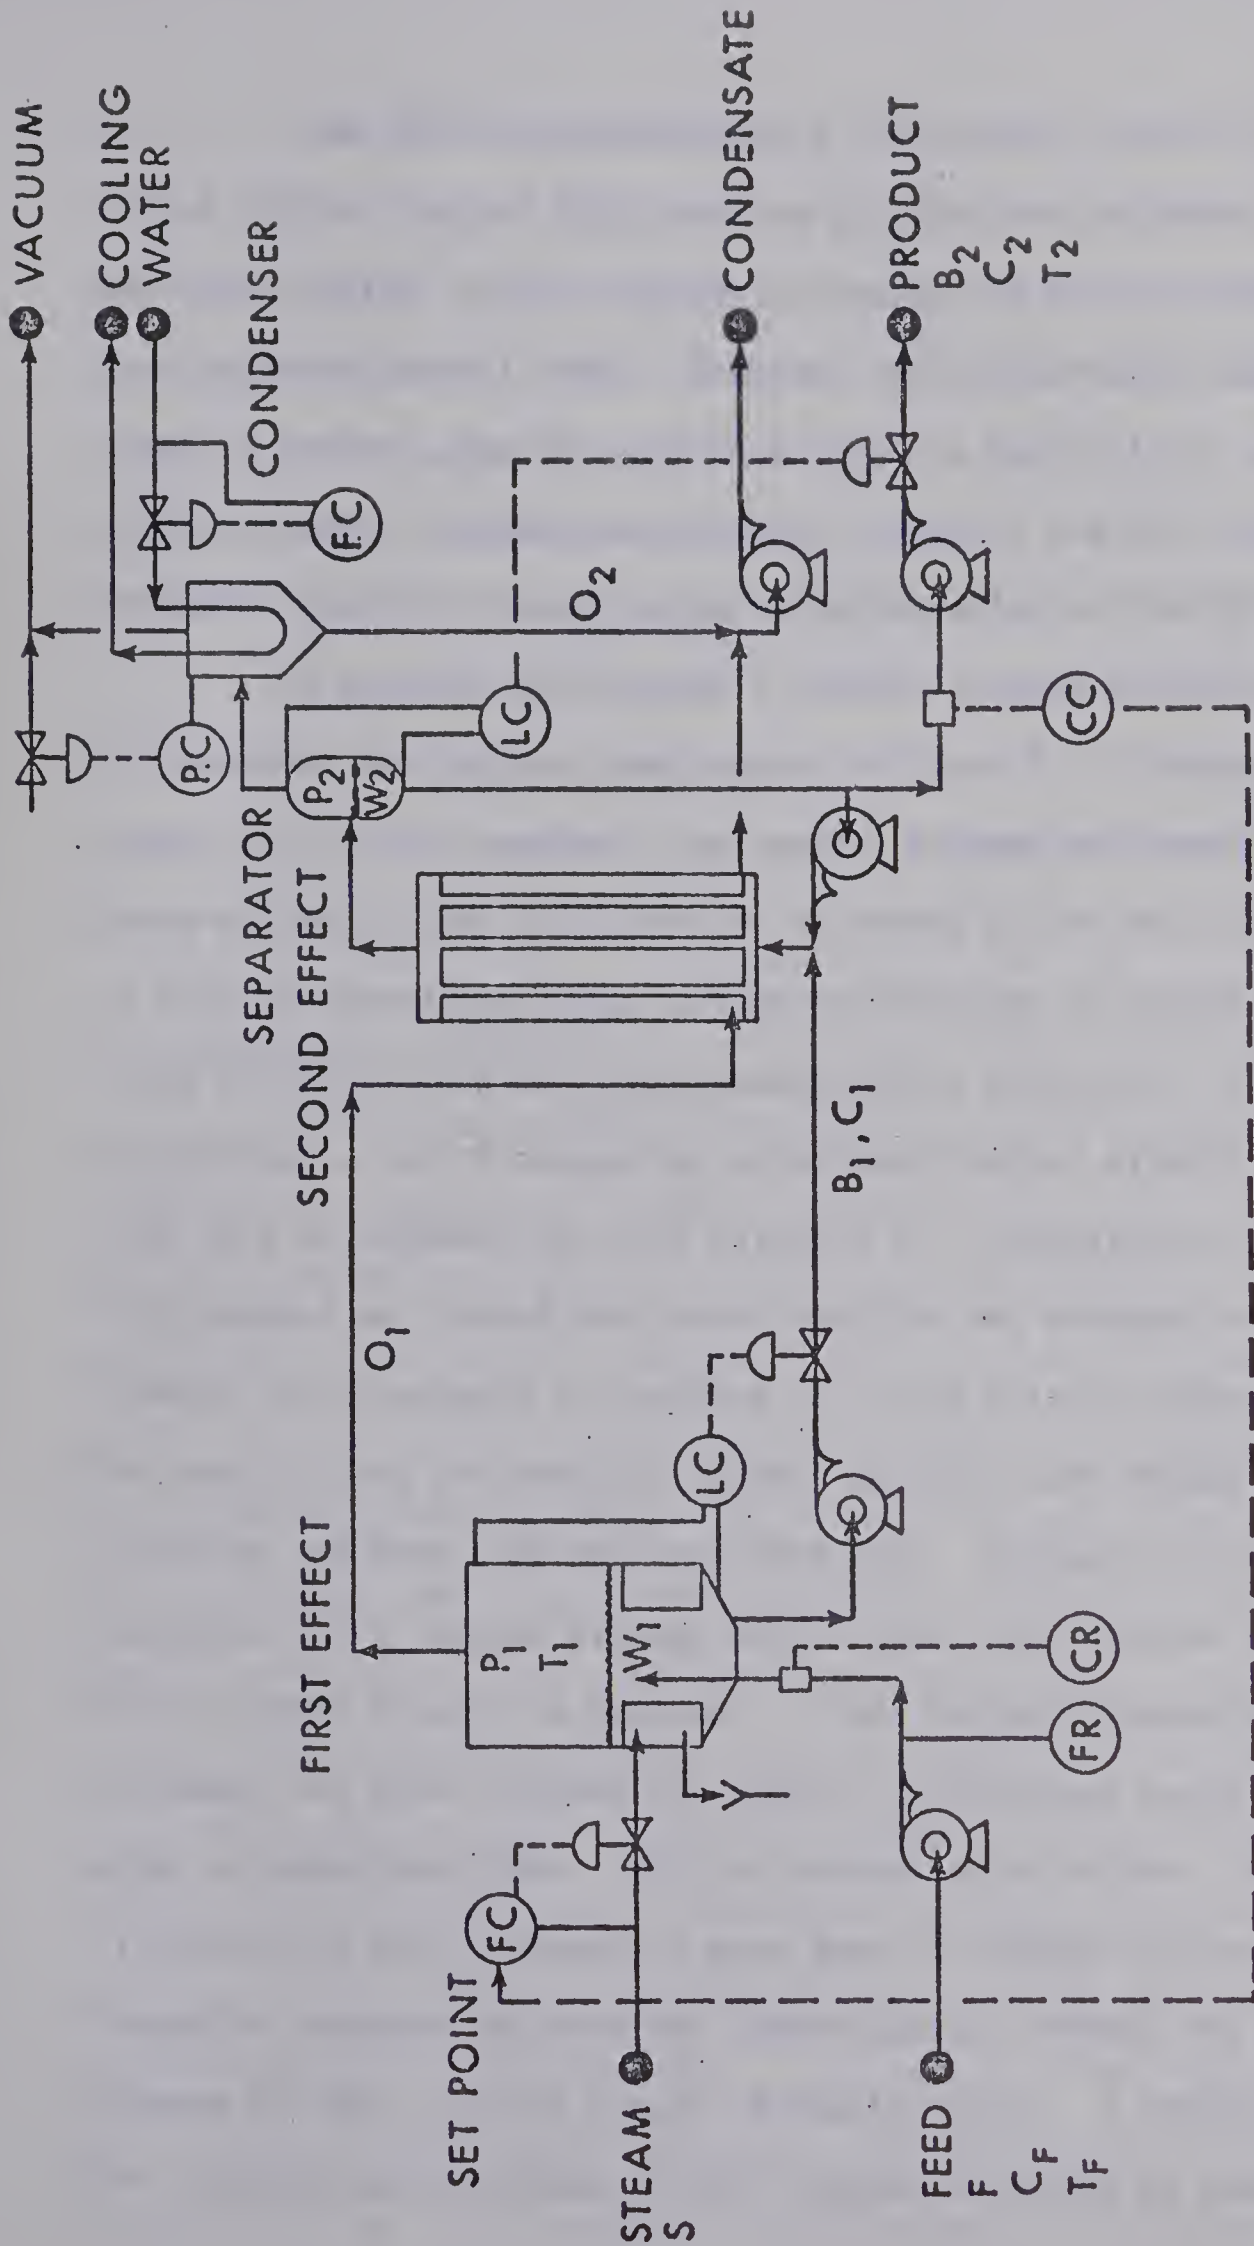 VACUUM
COOLING
WATER
CONDENSER
F.C
P.C
SEPARATOR
P2
W2
LC
O2
CONDENSATE
PRODUCT
B2
C2
T2
CC
SECOND EFFECT
O1
B1, C1
FIRST EFFECT
P1
T1
W1
LC
CR
FR
SET POINT
FC
STEAM
S
FEED
F
CF
TF